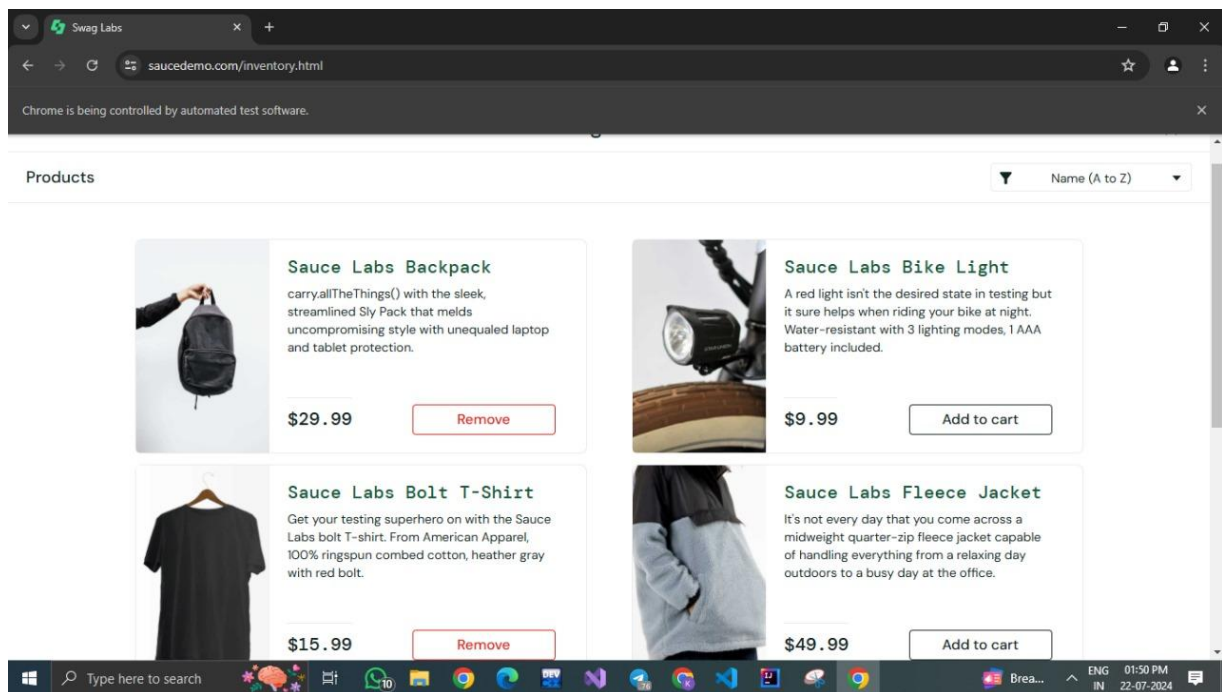 Swag Labs
saucedemo.com/inventory.html
Chrome is being controlled by automated test software.
Products
Name (A to Z)
Sauce Labs Backpack
carry.allTheThings() with the sleek,
streamlined Sly Pack that melds
uncompromising style with unequaled laptop
and tablet protection.
$29.99
Remove
Sauce Labs Bike Light
A red light isn't the desired state in testing but
it sure helps when riding your bike at night.
Water-resistant with 3 lighting modes, 1 AAA
battery included.
$9.99
Add to cart
Sauce Labs Bolt T-Shirt
Get your testing superhero on with the Sauce
Labs bolt T-shirt. From American Apparel,
100% ringspun combed cotton, heather gray
with red bolt.
$15.99
Remove
Sauce Labs Fleece Jacket
It's not every day that you come across a
midweight quarter-zip fleece jacket capable
of handling everything from a relaxing day
outdoors to a busy day at the office.
$49.99
Add to cart
Type here to search
10
DEV
Brea...
ENG
IN
01:50 PM
22-07-2024